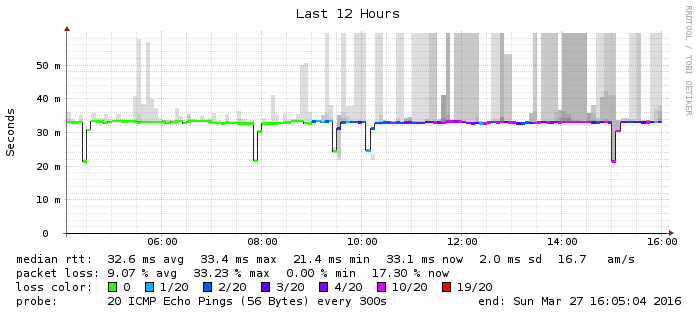 Last 12 Hours
RRDTOOL / TOBI OETIKER
Seconds
50 m
40 m
30 m
20 m
10 m
0
06:00 08:00 10:00 12:00 14:00 16:00
median rtt: 32.6 ms avg 33.4 ms max 21.4 ms min 33.1 ms now 2.0 ms sd 16.7 am/s
packet loss: 9.07 % avg 33.23 % max 0.00 % min 17.30 % now
loss color: 0 1/20 2/20 3/20 4/20 10/20 19/20
probe: 20 ICMP Echo Pings (56 Bytes) every 300s end: Sun Mar 27 16:05:04 2016